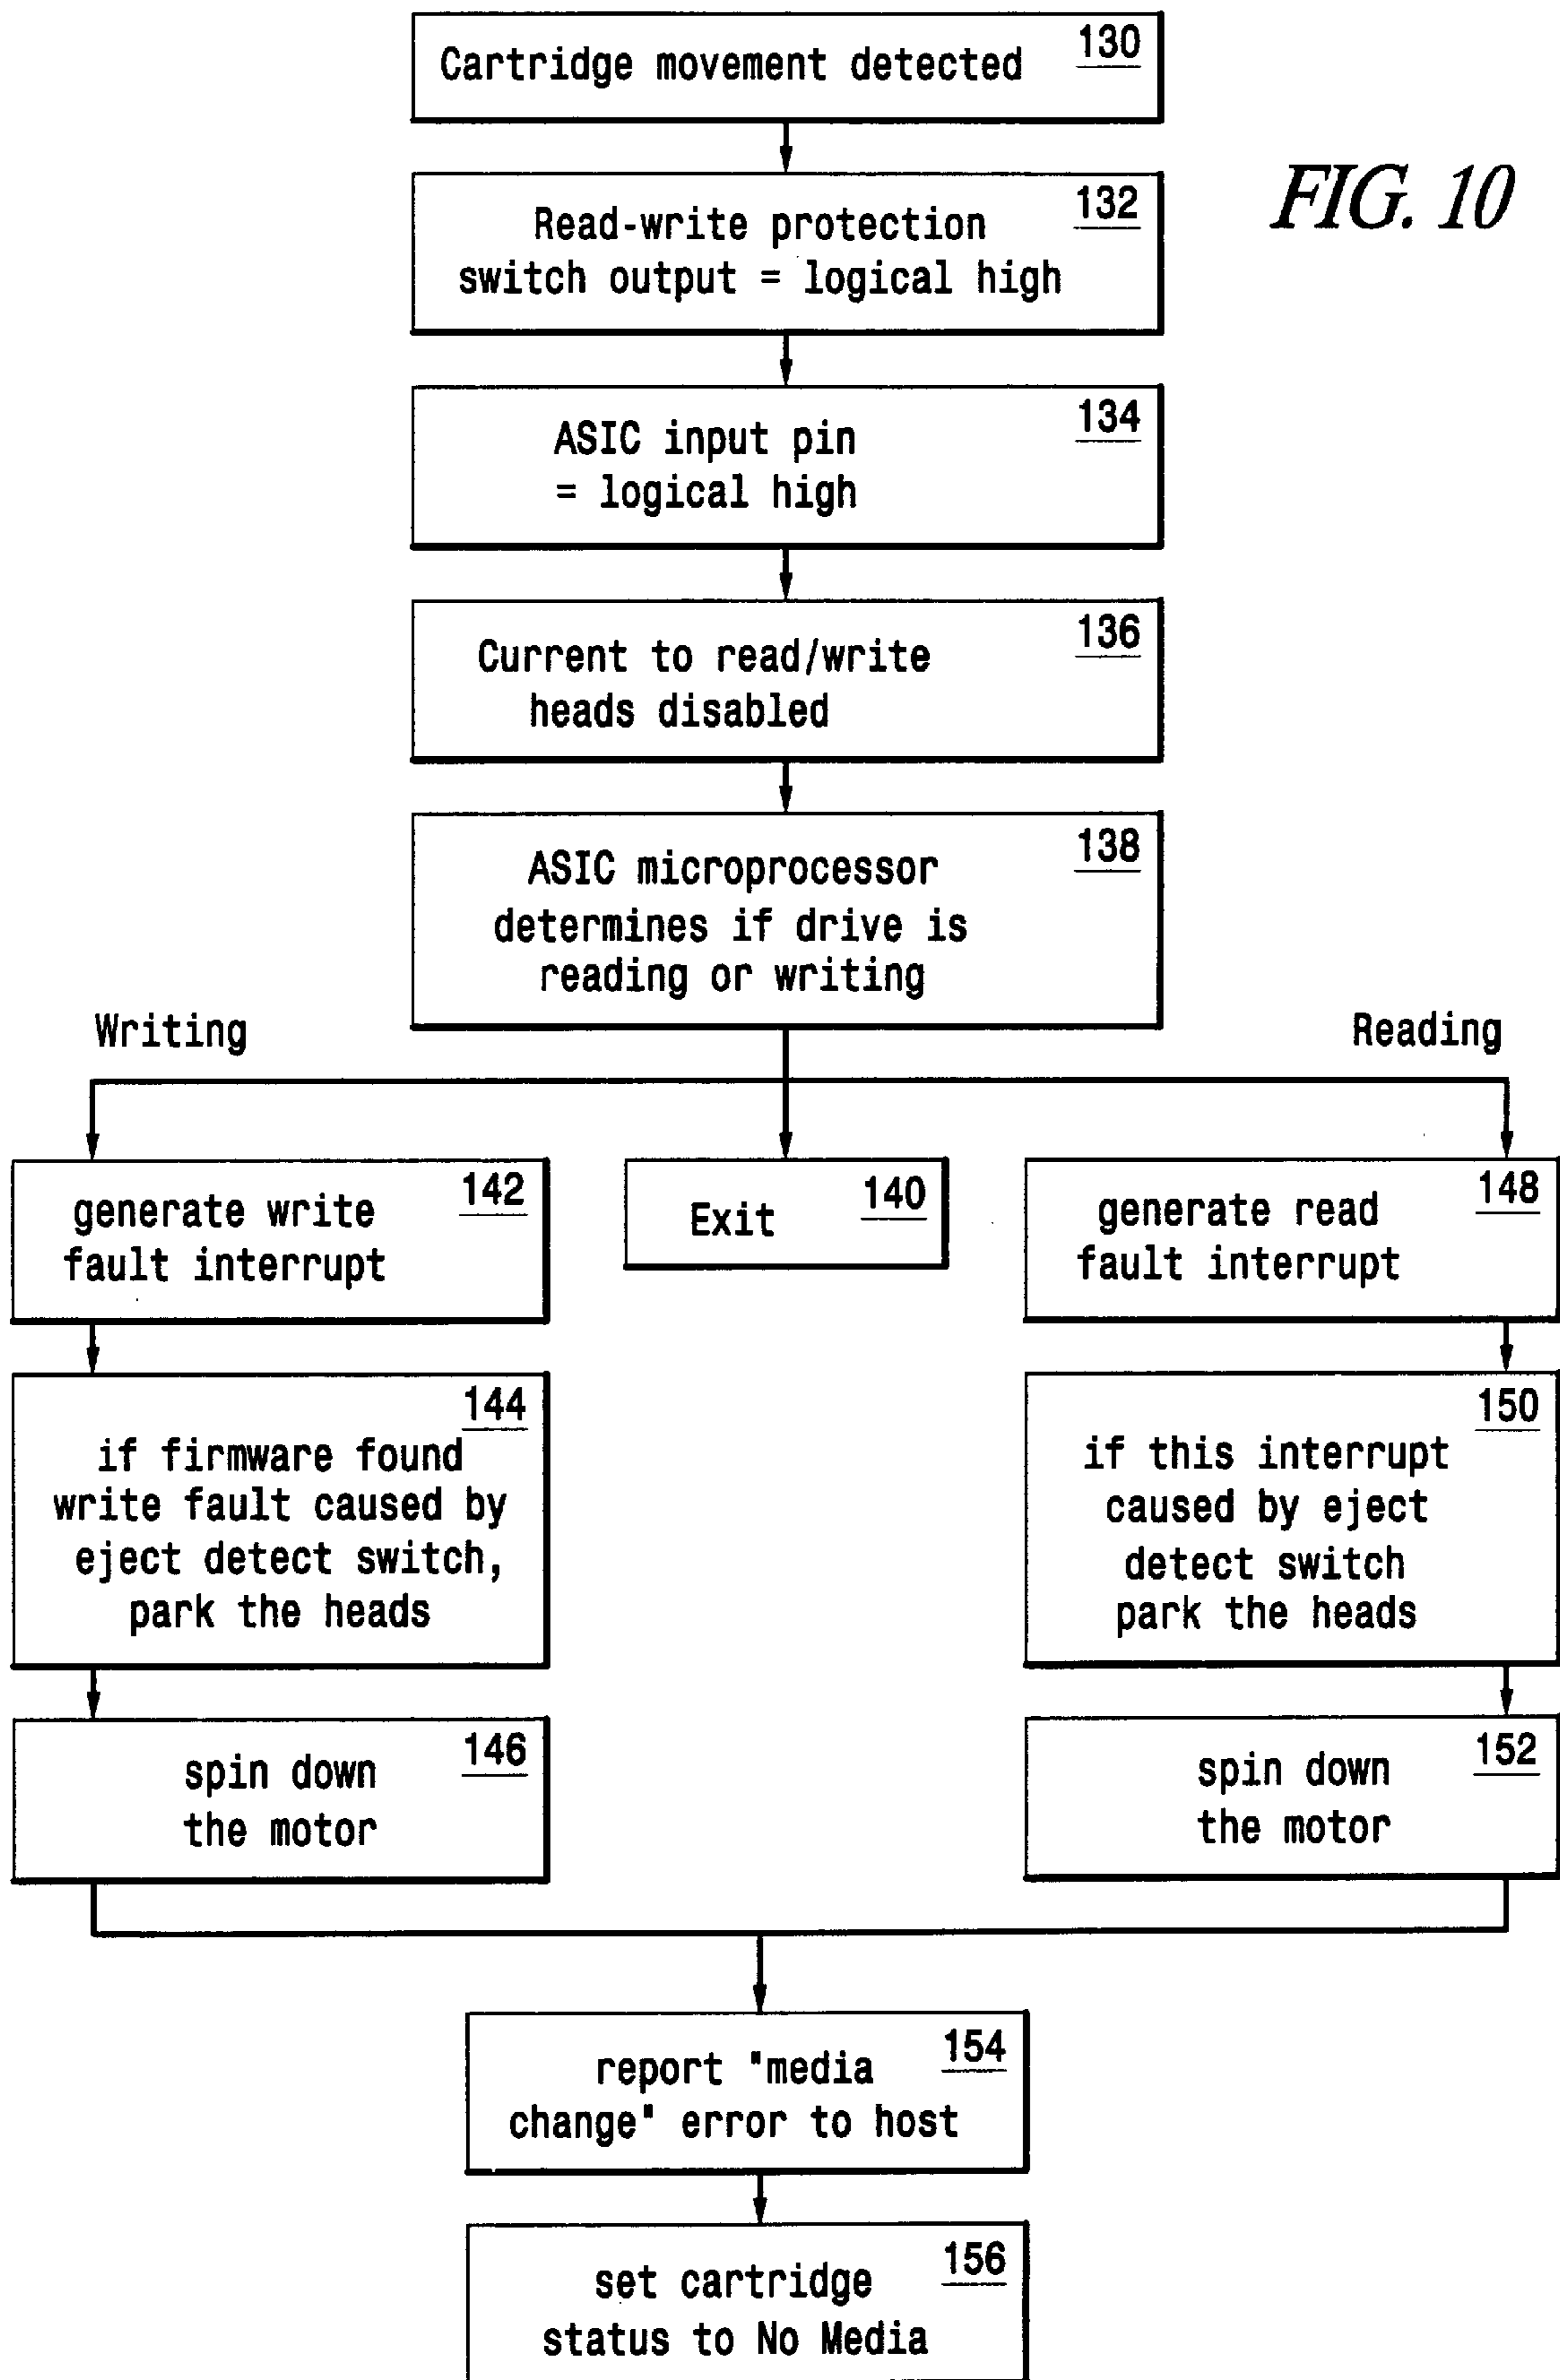 Cartridge movement detected 130
FIG. 10
Read-write protection 132
switch output = logical high
ASIC input pin 134
= logical high
Current to read/write 136
heads disabled
ASIC microprocessor 138
determines if drive is
reading or writing
Writing
Reading
generate write 142
fault interrupt
Exit 140
generate read 148
fault interrupt
144
if firmware found
write fault caused by
eject detect switch,
park the heads
150
if this interrupt
caused by eject
detect switch
park the heads
spin down 146
the motor
spin down 152
the motor
report "media 154
change" error to host
set cartridge 156
status to No Media